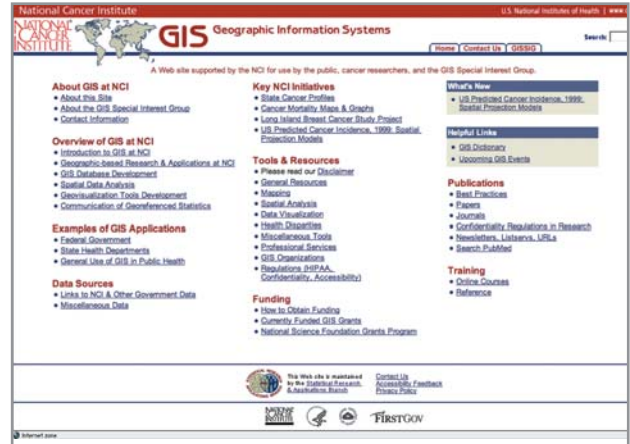 National Cancer Institute
U.S. National Institutes of Health |
NATIONAL
CANCER
INSTITUTE
GIS Geographic Information Systems
Search:
Home | Contact Us | GISSIG
A Web site supported by the NCI for use by the public, cancer researchers, and the GIS Special Interest Group.
About GIS at NCI
• About this Site
• About the GIS Special Interest Group
• Contact Information
Overview of GIS at NCI
• Introduction to GIS at NCI
• Geographic-based Research & Applications at NCI
• GIS Database Development
• Spatial Data Analysis
• Geovisualization Tools Development
• Communication of Georeferenced Statistics
Examples of GIS Applications
• Federal Government
• State Health Departments
• General Use of GIS in Public Health
Data Sources
• Links to NCI & Other Government Data
• Miscellaneous Data
Key NCI Initiatives
• State Cancer Profiles
• Cancer Mortality Maps & Graphs
• Long Island Breast Cancer Study Project
• US Predicted Cancer Incidence, 1999: Spatial
Projection Models
Tools & Resources
• Please read our Disclaimer
• General Resources
• Mapping
• Spatial Analysis
• Data Visualization
• Health Disparities
• Miscellaneous Tools
• Professional Services
• GIS Organizations
• Regulations (HIPAA,
Confidentiality, Accessibility)
Funding
• How to Obtain Funding
• Currently Funded GIS Grants
• National Science Foundation Grants Program
What's New
• US Predicted Cancer Incidence, 1999:
Spatial Projection Models
Helpful Links
• GIS Dictionary
• Upcoming GIS Events
Publications
• Best Practices
• Papers
• Journals
• Confidentiality Regulations in Research
• Newsletters, Listservs, URLs
• Search PubMed
Training
• Online Courses
• Reference
This Web site is maintained
by the Statistical Research
& Applications Branch
Contact Us
Accessibility Feedback
Privacy Policy
NATIONAL
CANCER
INSTITUTE
FIRSTGOV
Internet zone